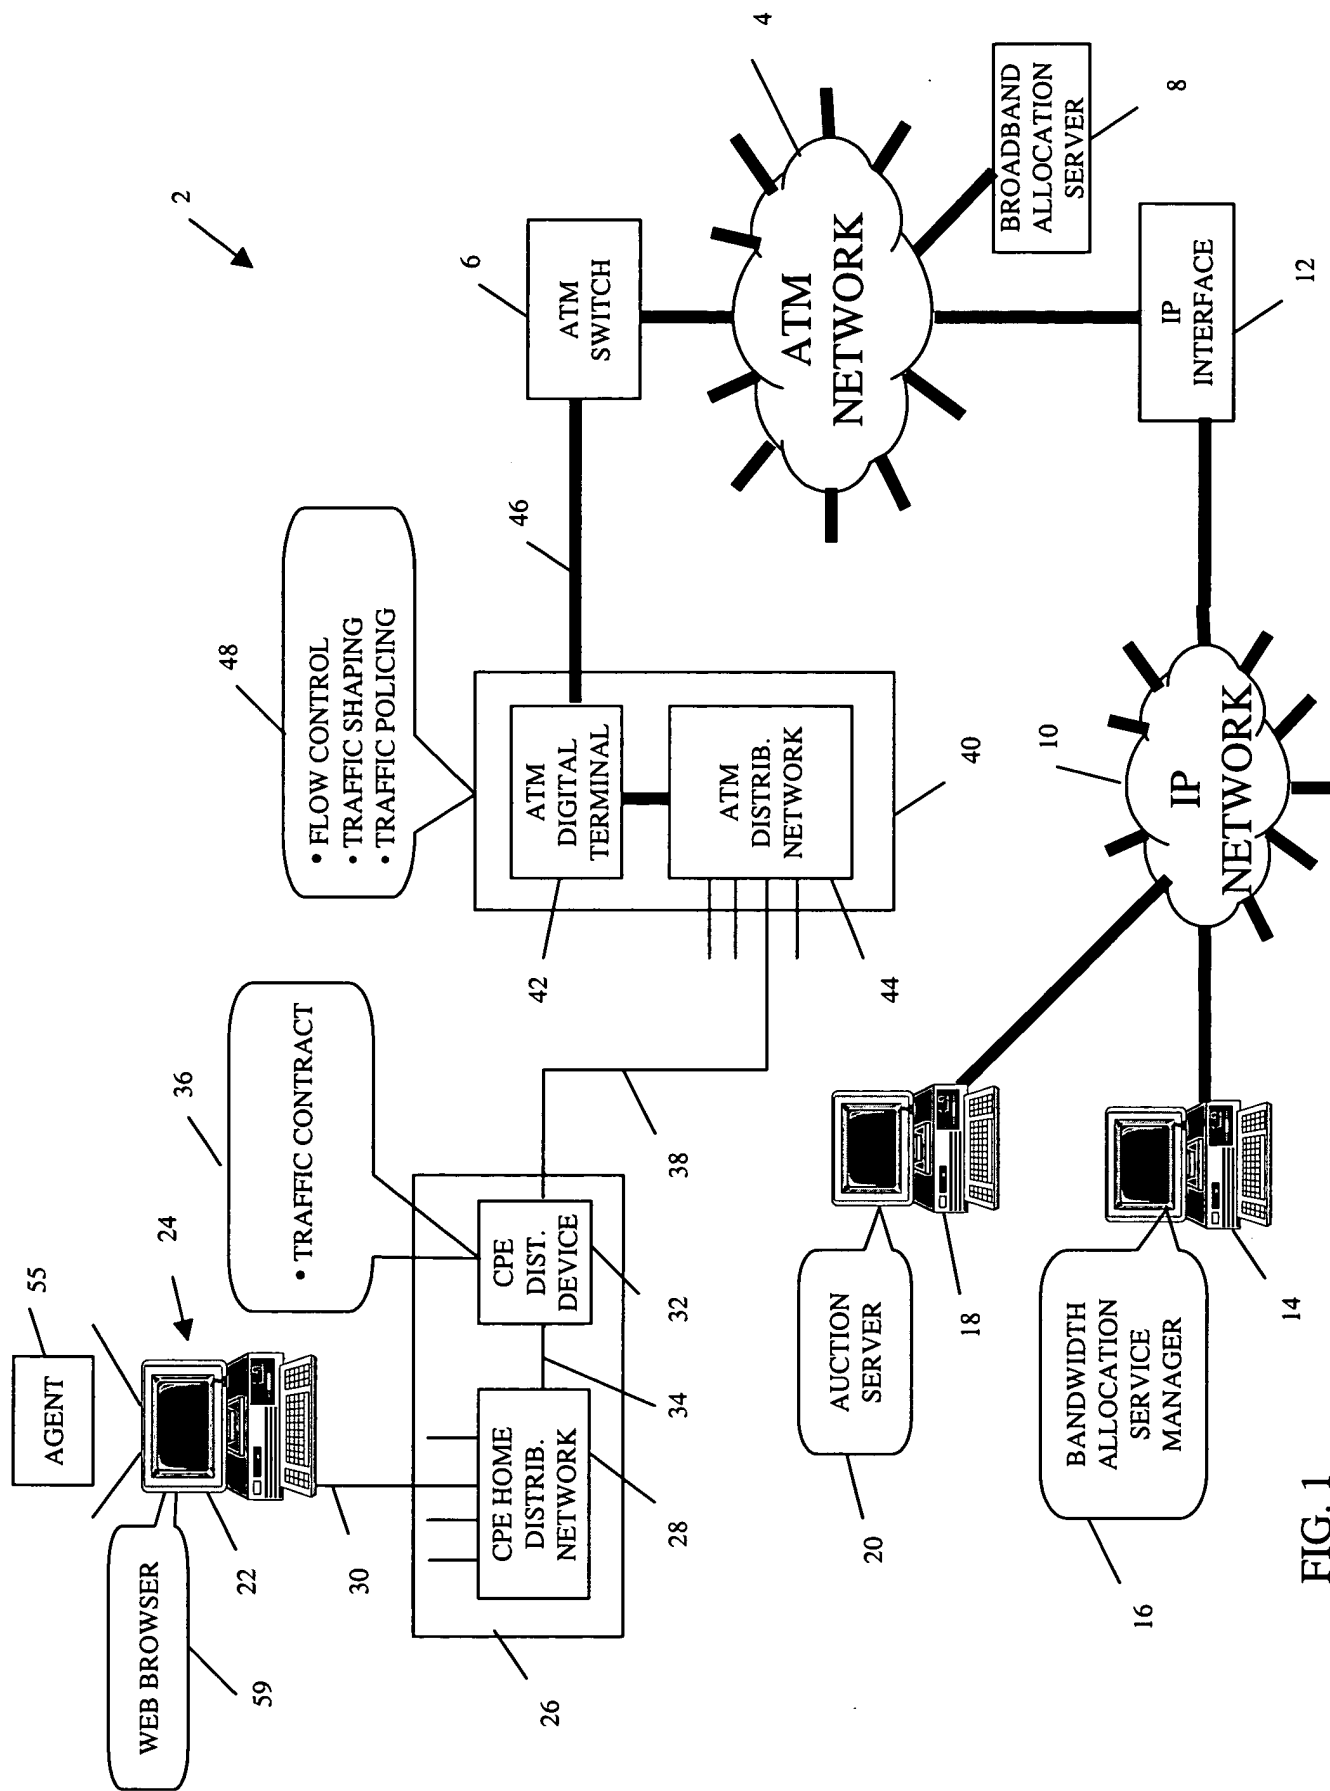 2
55
AGENT
24
WEB BROWSER
59
22
30
36
• TRAFFIC CONTRACT
CPE HOME
DISTRIB.
NETWORK
28
34
CPE
DIST.
DEVICE
32
26
38
48
• FLOW CONTROL
• TRAFFIC SHAPING
• TRAFFIC POLICING
ATM
DIGITAL
TERMINAL
42
ATM
DISTRIB.
NETWORK
44
40
46
6
ATM
SWITCH
4
ATM
NETWORK
BROADBAND
ALLOCATION
SERVER
8
IP
INTERFACE
12
10
IP
NETWORK
AUCTION
SERVER
20
18
BANDWIDTH
ALLOCATION
SERVICE
MANAGER
16
14
FIG. 1